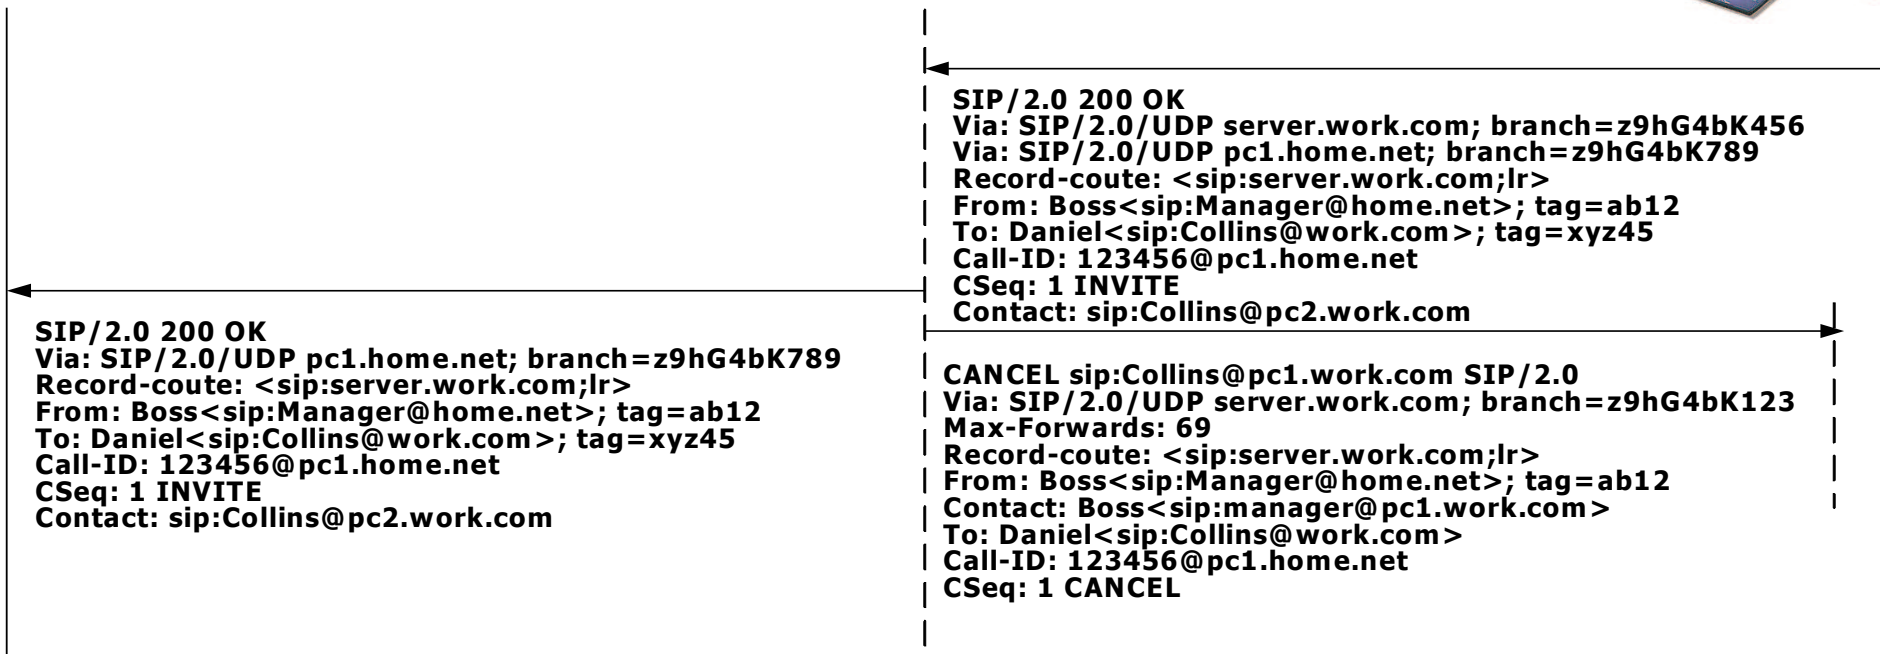 SIP/2.0 200 OK
Via: SIP/2.0/UDP server.work.com; branch=z9hG4bK456
Via: SIP/2.0/UDP pc1.home.net; branch=z9hG4bK789
Record-coute: <sip:server.work.com;lr>
From: Boss<sip:Manager@home.net>; tag=ab12
To: Daniel<sip:Collins@work.com>; tag=xyz45
Call-ID: 123456@pc1.home.net
CSeq: 1 INVITE
Contact: sip:Collins@pc2.work.com
SIP/2.0 200 OK
Via: SIP/2.0/UDP pc1.home.net; branch=z9hG4bK789
Record-coute: <sip:server.work.com;lr>
From: Boss<sip:Manager@home.net>; tag=ab12
To: Daniel<sip:Collins@work.com>; tag=xyz45
Call-ID: 123456@pc1.home.net
CSeq: 1 INVITE
Contact: sip:Collins@pc2.work.com
CANCEL sip:Collins@pc1.work.com SIP/2.0
Via: SIP/2.0/UDP server.work.com; branch=z9hG4bK123
Max-Forwards: 69
Record-coute: <sip:server.work.com;lr>
From: Boss<sip:Manager@home.net>; tag=ab12
Contact: Boss<sip:manager@pc1.work.com>
To: Daniel<sip:Collins@work.com>
Call-ID: 123456@pc1.home.net
CSeq: 1 CANCEL